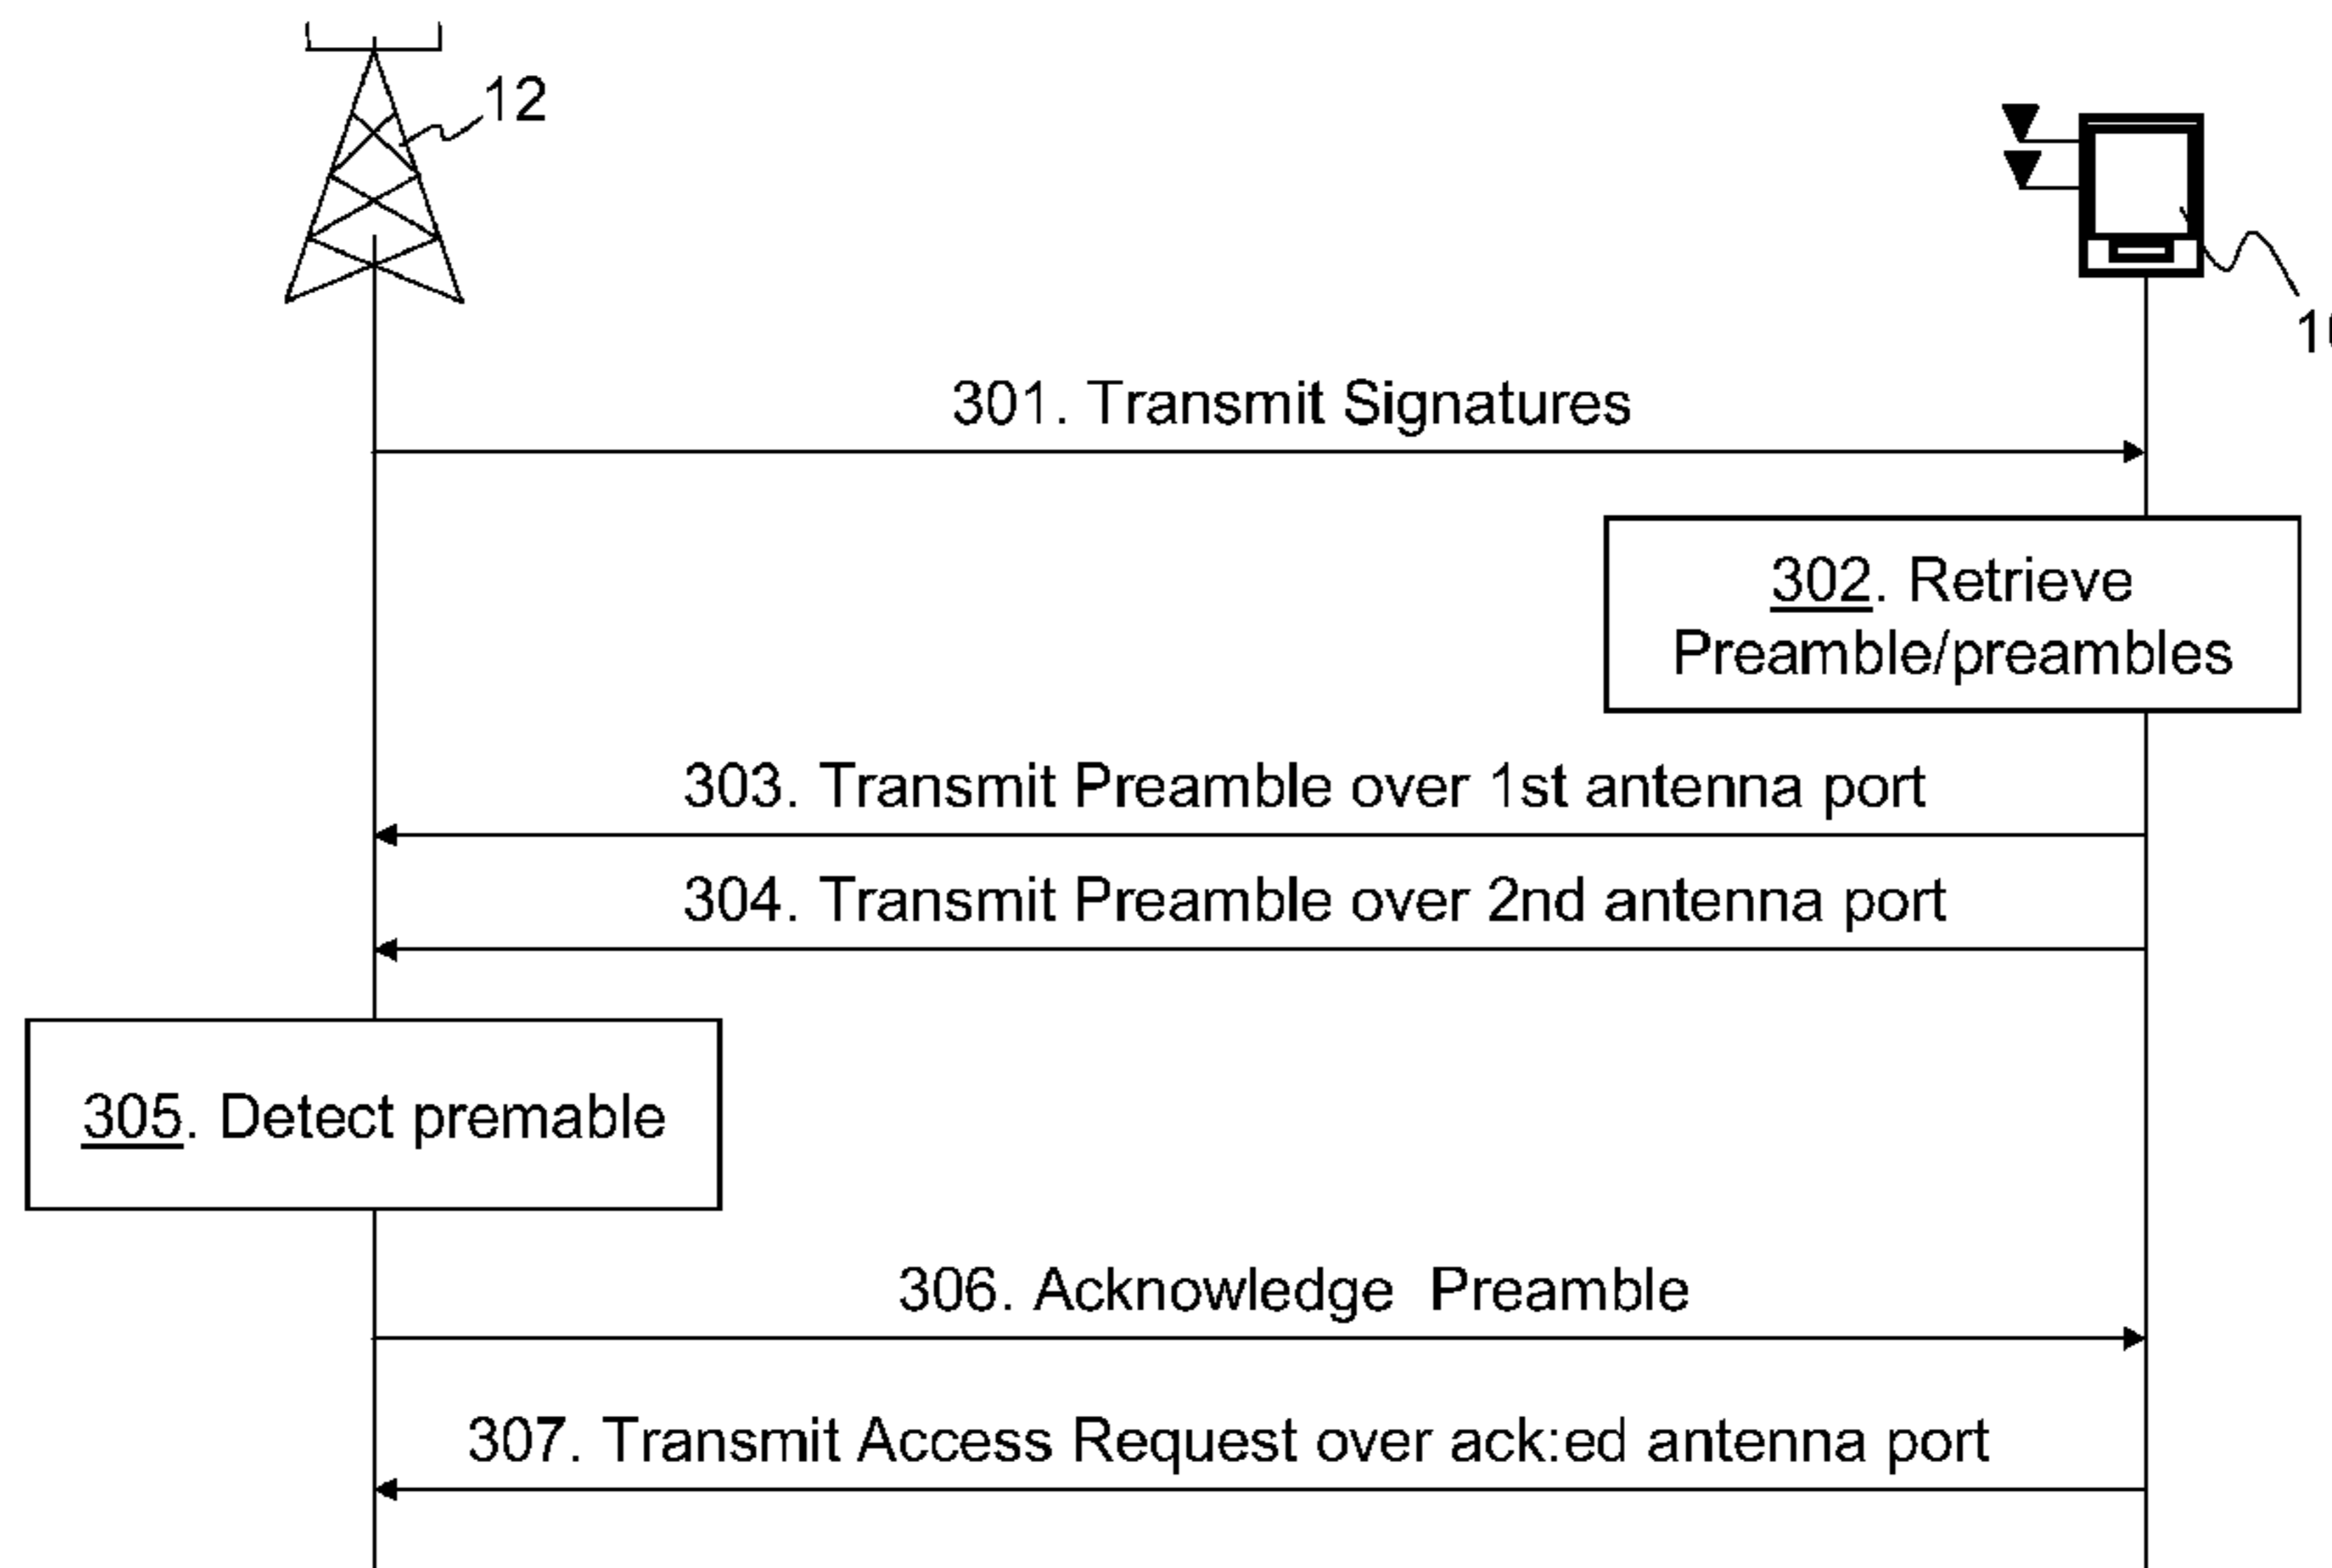 12
301. Transmit Signatures
302. Retrieve
Preamble/preambles
303. Transmit Preamble over 1st antenna port
304. Transmit Preamble over 2nd antenna port
305. Detect premable
306. Acknowledge Preamble
307. Transmit Access Request over ack:ed antenna port